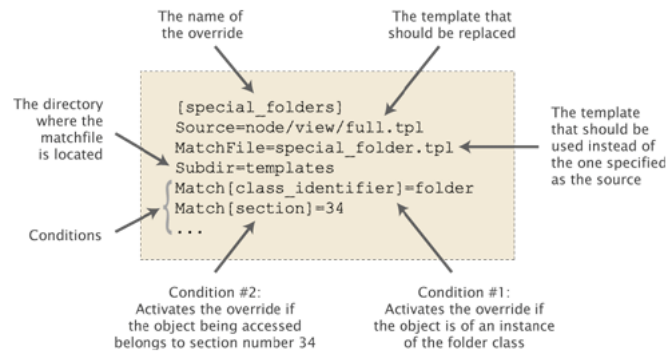 The name of
the override
The template that
should be replaced
The directory
where the
matchfile
is located
[special_folders]
Source=node/view/full.tpl
MatchFile=special_folder.tpl
Subdir=templates
Match[class_identifier]=folder
Match[section]=34
...
The template
that should be
used instead of
the one specified
as the source
Conditions
Condition #2:
Activates the override if
the object being accessed
belongs to section number 34
Condition #1:
Activates the override if
the object is of an instance
of the folder class